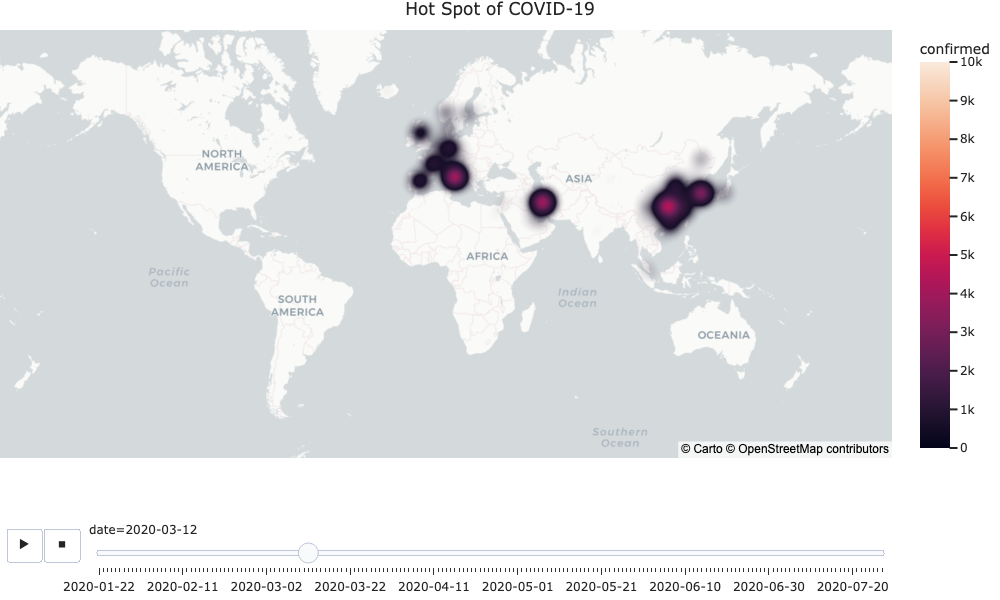 Hot Spot of COVID-19
confirmed
10k
9k
8k
7k
6k
5k
4k
3k
2k
1k
0
NORTH
AMERICA
ASIA
AFRICA
Pacific
Ocean
Indian
Ocean
SOUTH
AMERICA
OCEANIA
Southern
Ocean
© Carto © OpenStreetMap contributors
date=2020-03-12
2020-01-22 2020-02-11 2020-03-02 2020-03-22 2020-04-11 2020-05-01 2020-05-21 2020-06-10 2020-06-30 2020-07-20